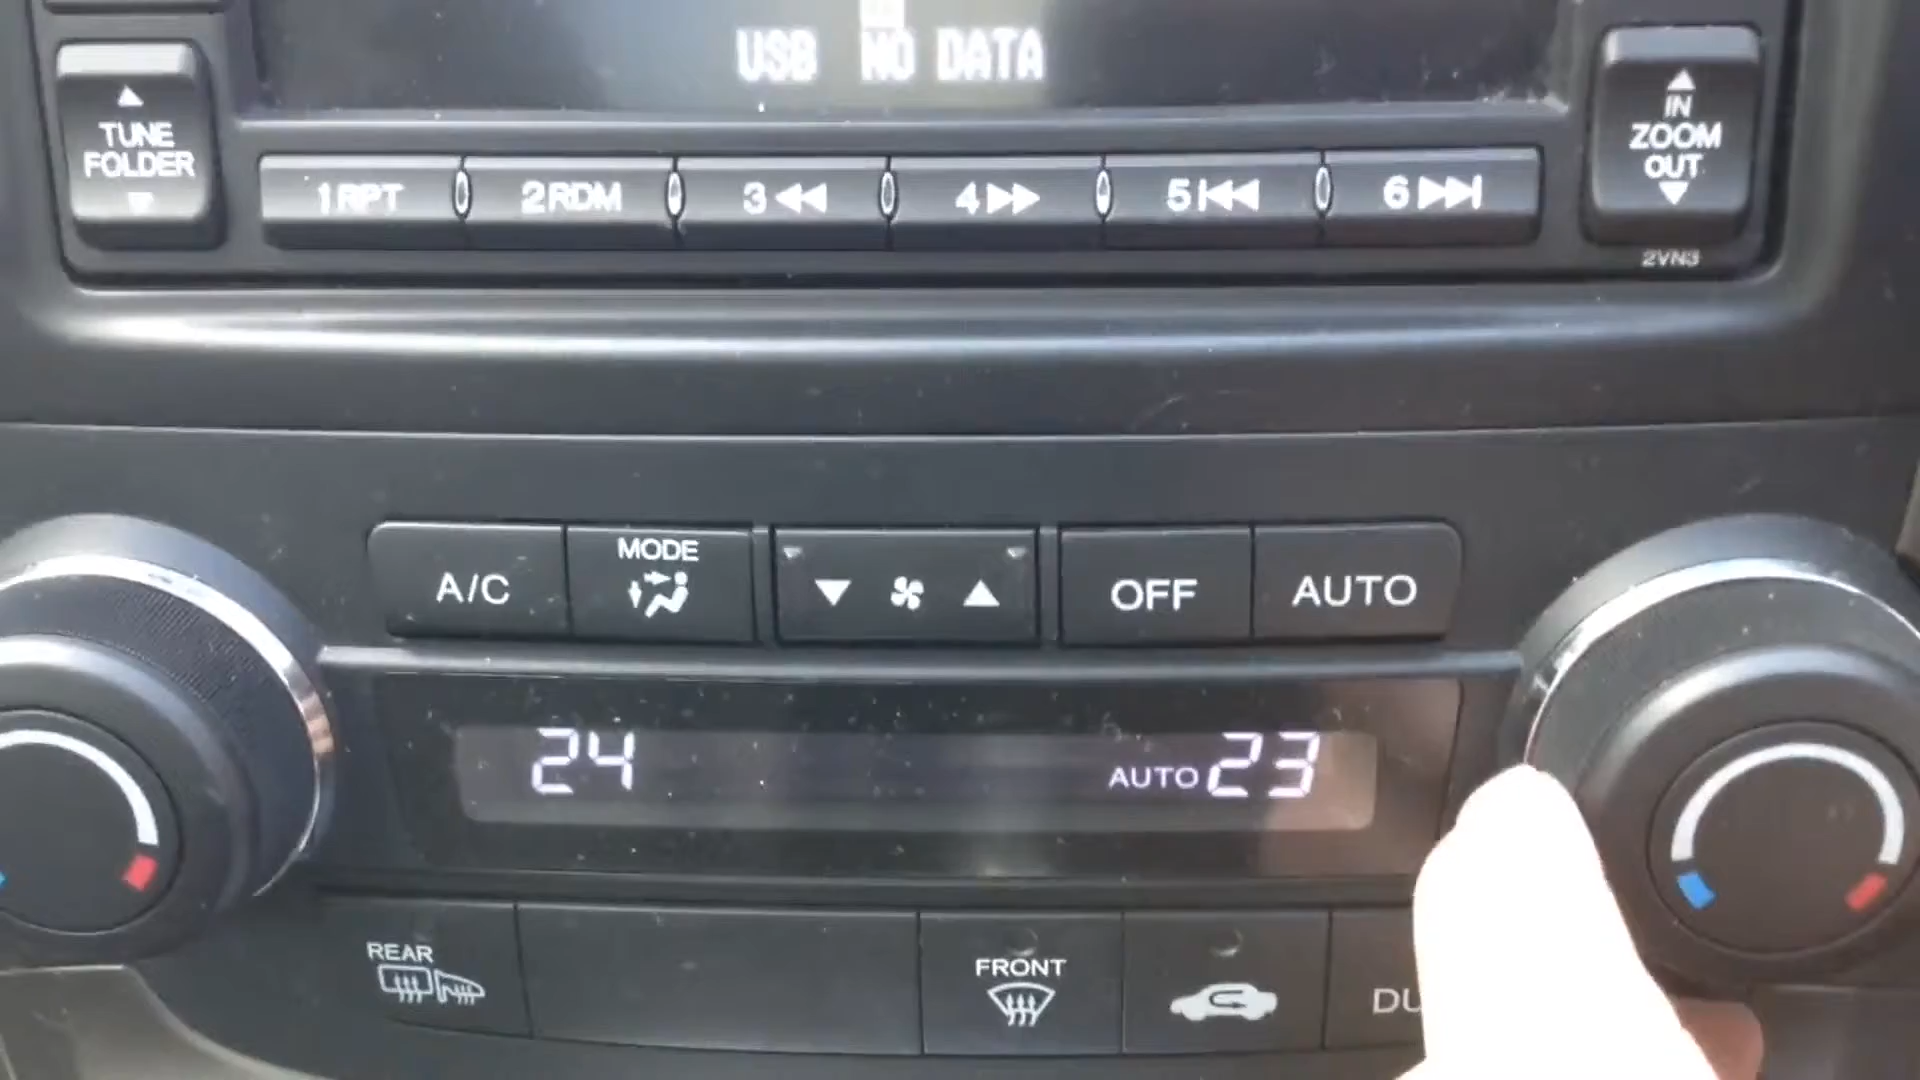 USB NO DATA
TUNE
FOLDER
IN
ZOOM
OUT
1RPT 2RDM 3 4 5 6
2VN3
A/C MODE OFF AUTO
24 AUTO 23
REAR
FRONT
DU